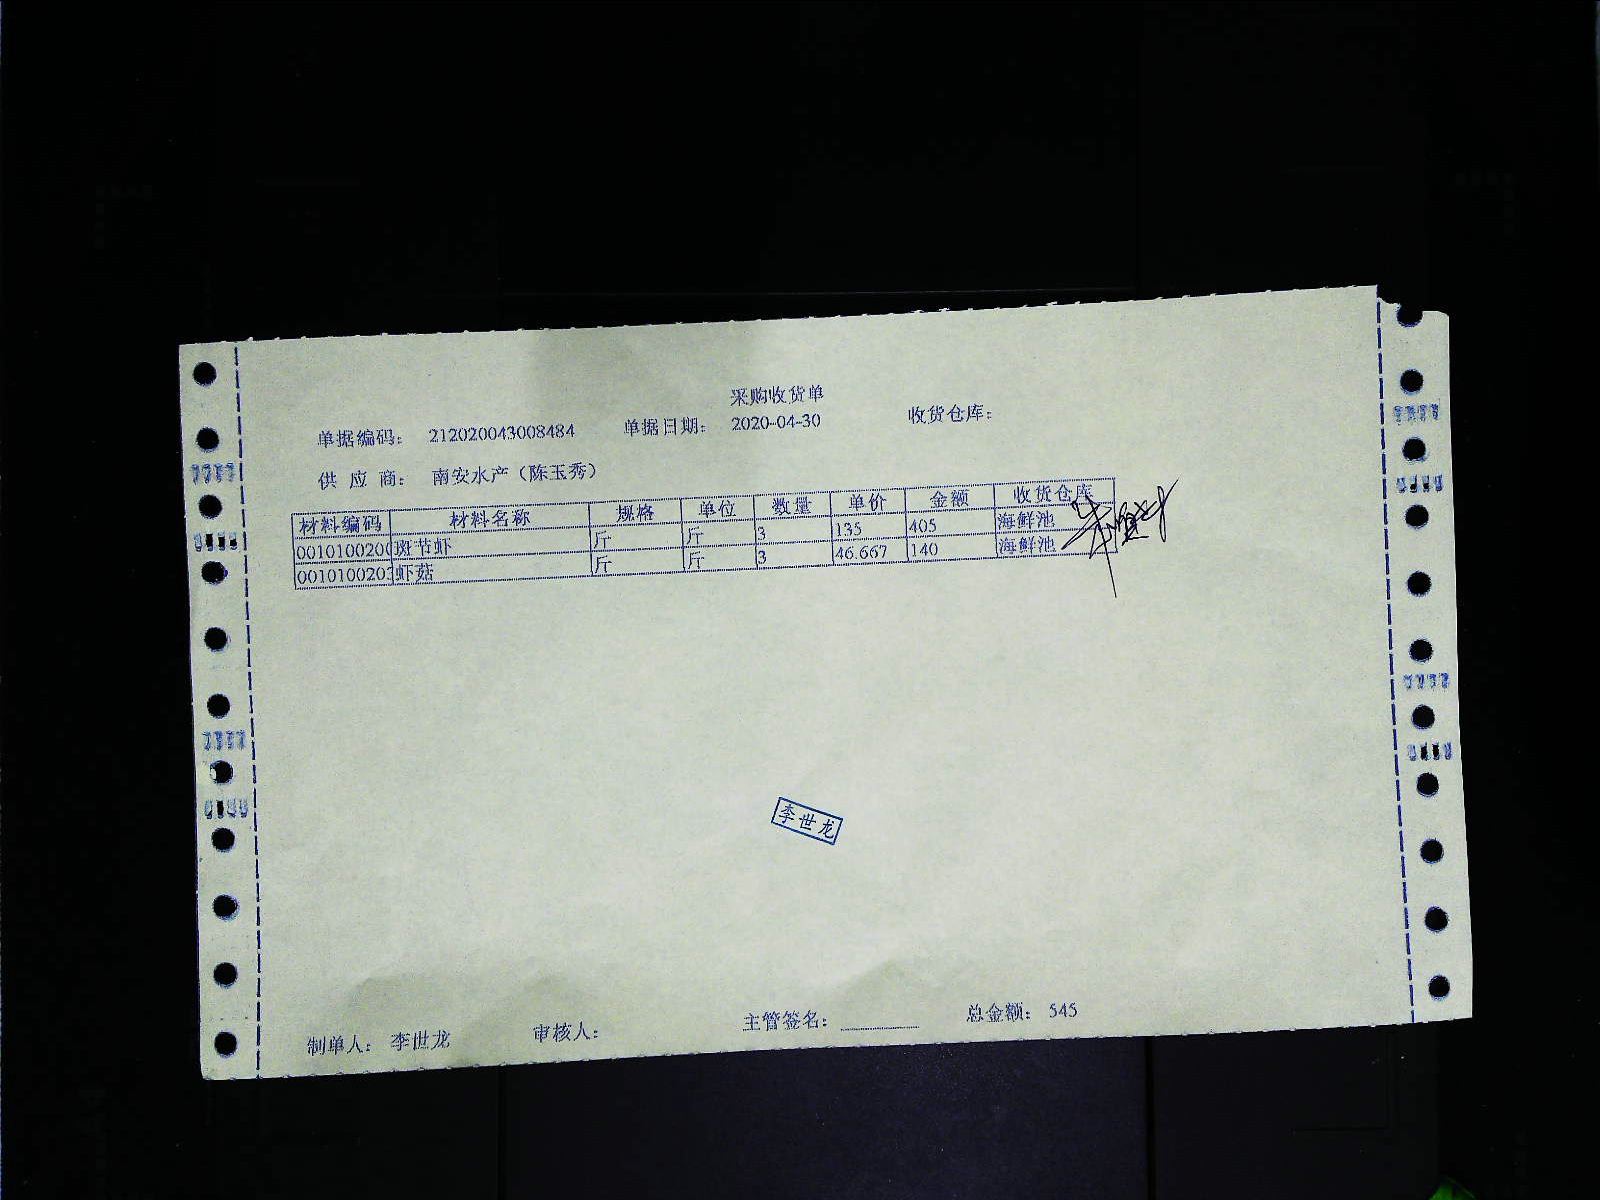 采购收货单
单据编码： 212020043008484 单据日期： 2020-04-30 收货仓库：
供 应 商： 南安水产（陈玉秀）
材料编码 材料名称 规格 单位 数量 单价 金额 收货仓库
0010100200 斑节虾 斤 斤 3 135 405 海鲜池
001010020 虾菇 斤 斤 3 46.667 140 海鲜池
李世龙
制单人： 李世龙 审核人： 主管签名： 总金额： 545